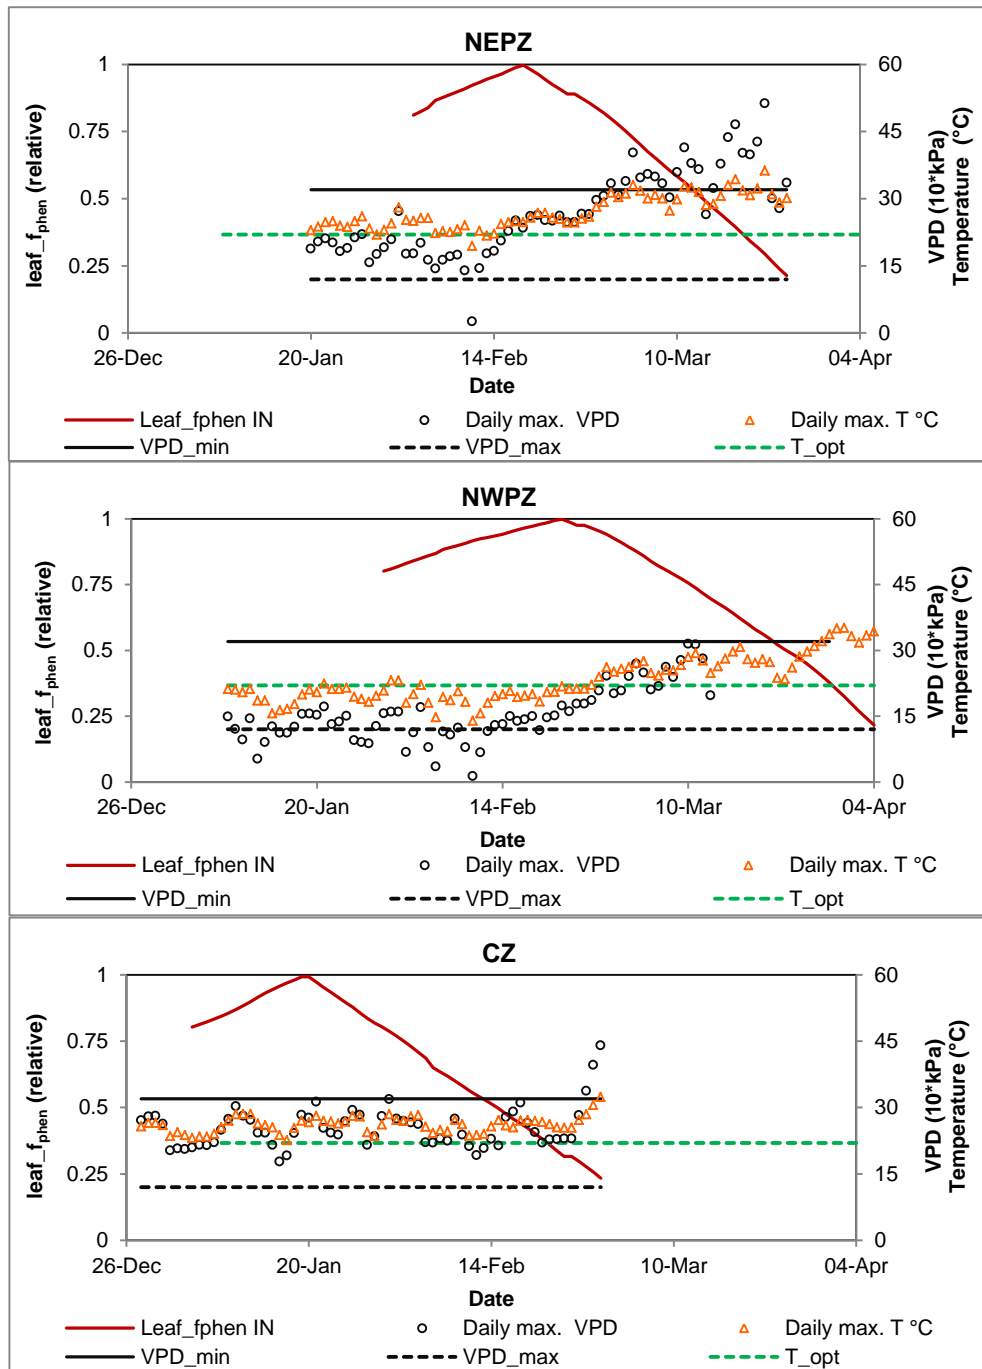 NEPZ
1
0.75
0.5
0.25
0
60
45
30
15
0
leaf_fphen (relative)
VPD (10*kPa)
Temperature (°C)
26-Dec 20-Jan 14-Feb 10-Mar 04-Apr
Date
Leaf_fphen IN Daily max. VPD Daily max. T °C
VPD_min VPD_max T_opt
NWPZ
1
0.75
0.5
0.25
0
60
45
30
15
0
leaf_fphen (relative)
VPD (10*kPa)
Temperature (°C)
26-Dec 20-Jan 14-Feb 10-Mar 04-Apr
Date
Leaf_fphen IN Daily max. VPD Daily max. T °C
VPD_min VPD_max T_opt
CZ
1
0.75
0.5
0.25
0
60
45
30
15
0
leaf_fphen (relative)
VPD (10*kPa)
Temperature (°C)
26-Dec 20-Jan 14-Feb 10-Mar 04-Apr
Date
Leaf_fphen IN Daily max. VPD Daily max. T °C
VPD_min VPD_max T_opt